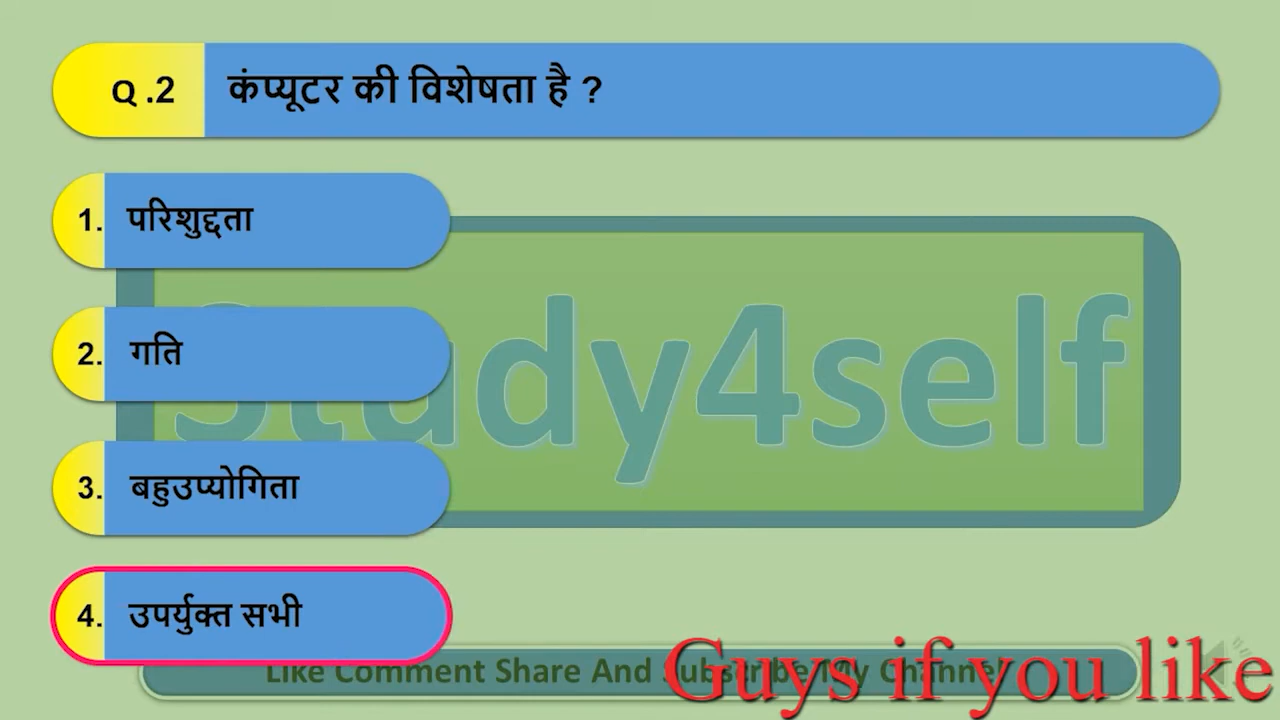 Q .2 कंप्यूटर की विशेषता है ?
1. परिशुद्दता
2. गति
3. बहुउप्योगिता
4. उपर्युक्त सभी
Study4self
Like Comment Share And Subscribe My Channel
Guys if you like